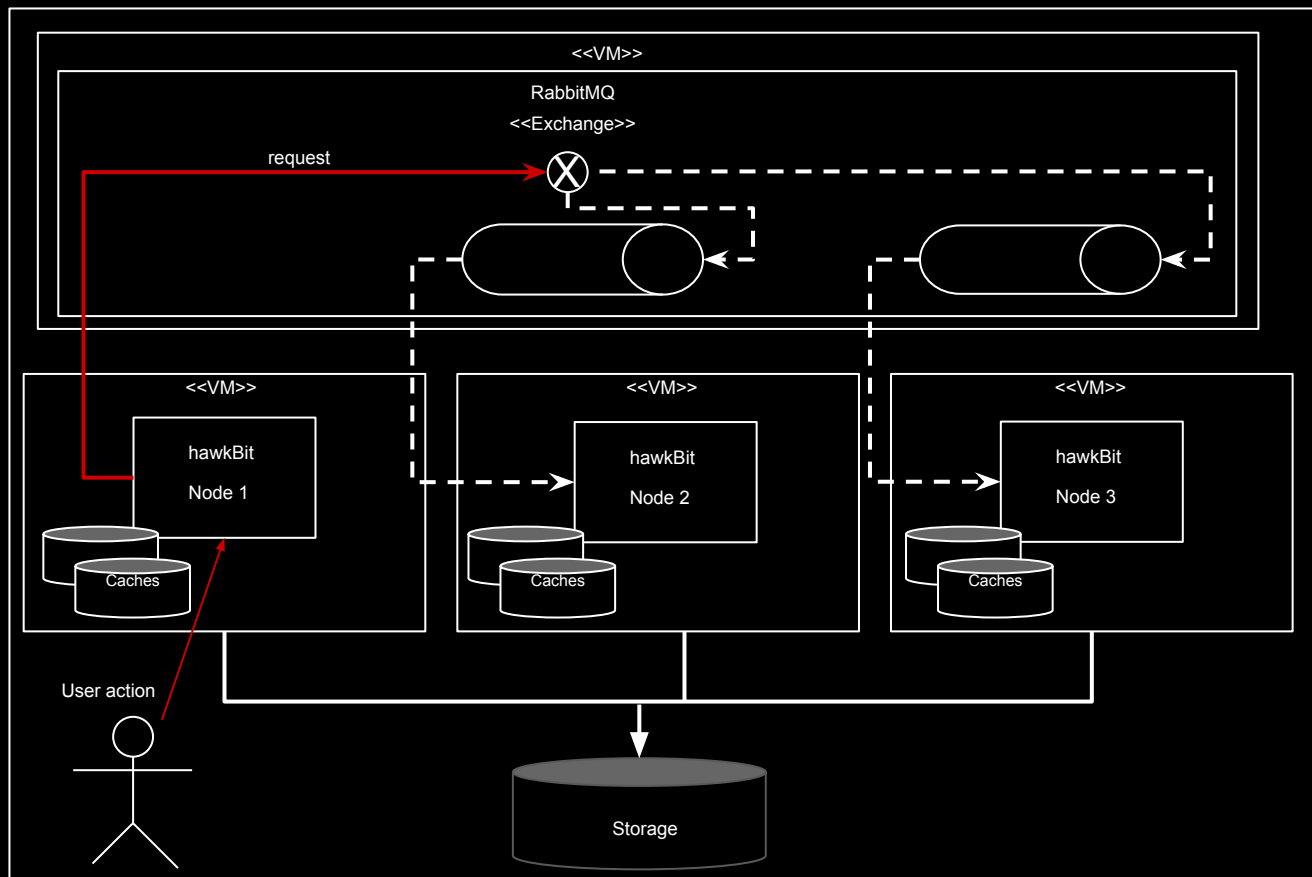 <<VM>>
RabbitMQ
<<Exchange>>
request
<<VM>>
hawkBit
Node 1
Caches
<<VM>>
hawkBit
Node 2
Caches
<<VM>>
hawkBit
Node 3
Caches
User action
Storage